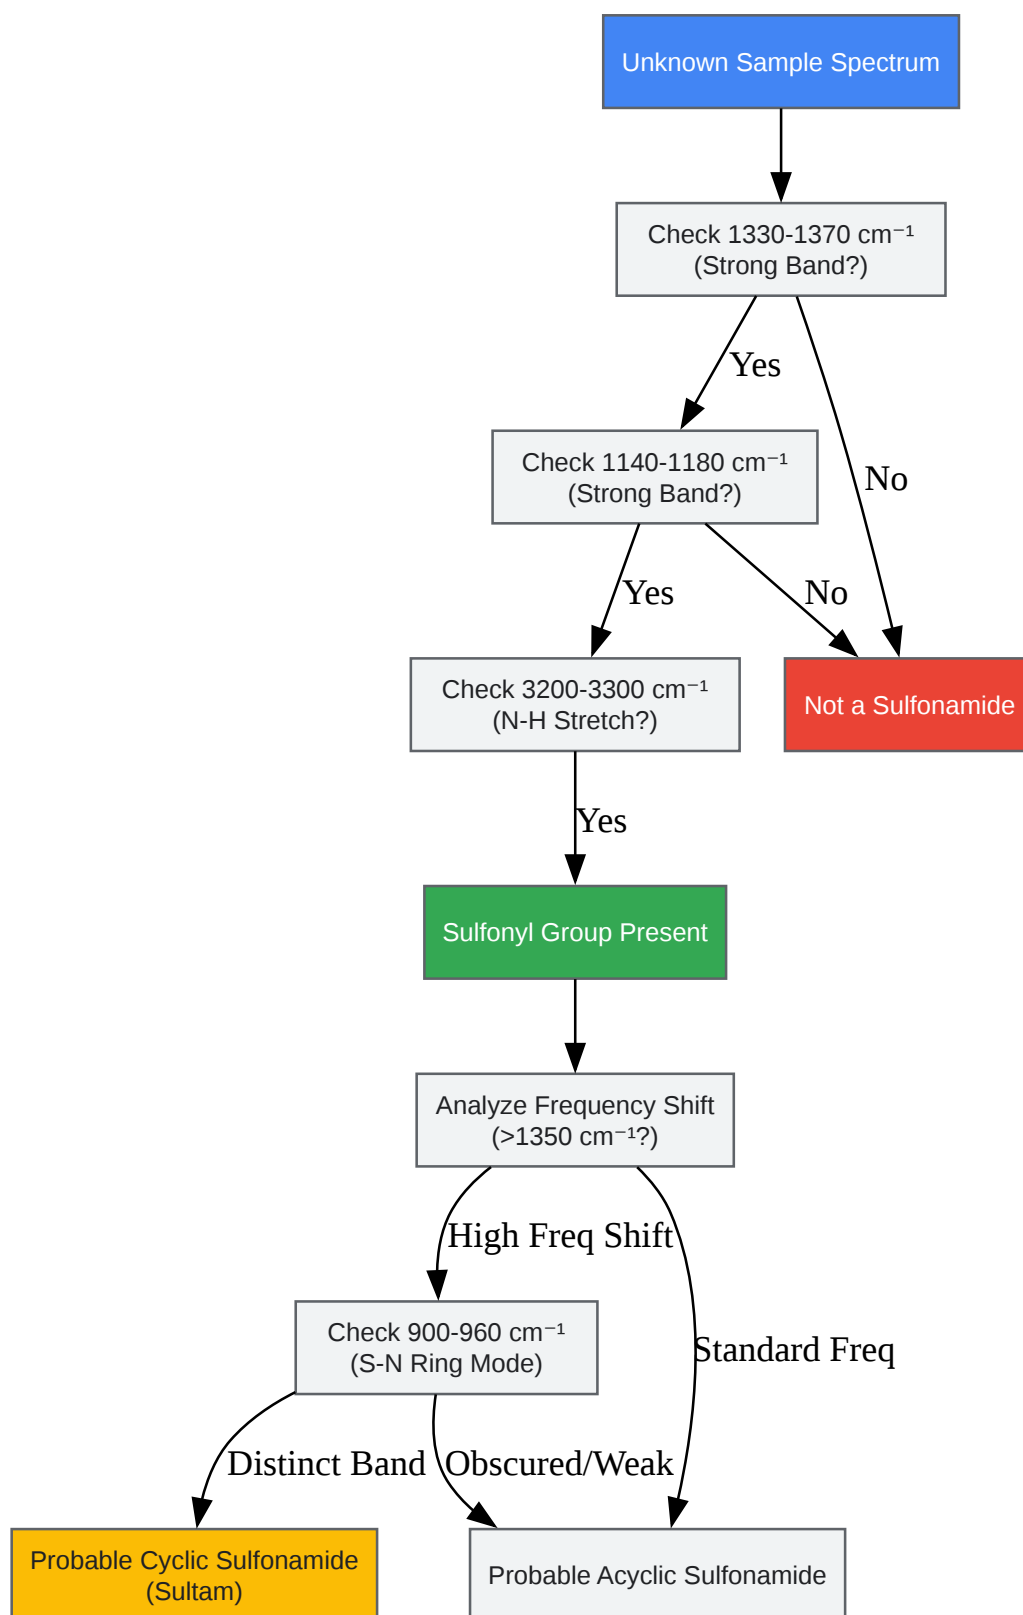 Unknown Sample Spectrum
Check 1330-1370 cm⁻¹
(Strong Band?)
Yes
No
Check 1140-1180 cm⁻¹
(Strong Band?)
Yes
No
Check 3200-3300 cm⁻¹
(N-H Stretch?)
Not a Sulfonamide
Yes
Sulfonyl Group Present
Analyze Frequency Shift
(>1350 cm⁻¹?)
High Freq Shift
Check 900-960 cm⁻¹
(S-N Ring Mode)
Standard Freq
Distinct Band
Obscured/Weak
Probable Cyclic Sulfonamide
(Sultam)
Probable Acyclic Sulfonamide